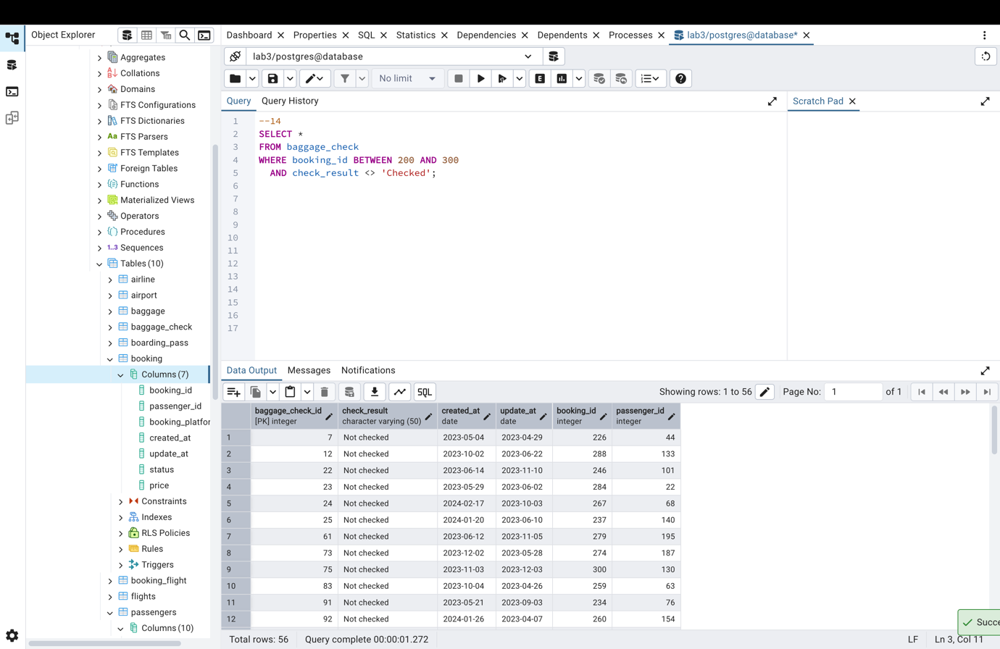 Object Explorer
Dashboard
Properties
SQL
Statistics
Dependencies
Dependents
Processes
lab3/postgres@database*
lab3/postgres@database
No limit
E
Query
Query History
Scratch Pad
Aggregates
Collations
Domains
FTS Configurations
FTS Dictionaries
Aa FTS Parsers
FTS Templates
Foreign Tables
Functions
Materialized Views
Operators
Procedures
1..3 Sequences
Tables (10)
airline
airport
baggage
baggage_check
boarding_pass
booking
Columns (7)
booking_id
passenger_id
booking_platfor
created_at
update_at
status
price
Constraints
Indexes
RLS Policies
Rules
Triggers
booking_flight
flights
passengers
Columns (10)
1 --14
2 SELECT *
3 FROM baggage_check
4 WHERE booking_id BETWEEN 200 AND 300
5 AND check_result <> 'Checked';
6
7
8
9
10
11
12
13
14
15
16
17
Data Output
Messages
Notifications
SQL
Showing rows: 1 to 56
Page No: 1 of 1
baggage_check_id [PK] integer
check_result character varying (50)
created_at date
update_at date
booking_id integer
passenger_id integer
1 7 Not checked 2023-05-04 2023-04-29 226 44
2 12 Not checked 2023-10-02 2023-06-22 288 133
3 22 Not checked 2023-06-14 2023-11-10 246 101
4 23 Not checked 2023-05-29 2023-06-02 284 22
5 24 Not checked 2024-02-17 2023-10-03 267 68
6 25 Not checked 2024-01-20 2023-06-10 237 140
7 61 Not checked 2023-06-12 2023-11-05 279 195
8 73 Not checked 2023-12-02 2023-05-28 274 187
9 75 Not checked 2023-11-03 2023-12-03 300 130
10 83 Not checked 2023-10-04 2023-04-26 259 63
11 91 Not checked 2023-05-21 2023-09-03 234 76
12 92 Not checked 2024-01-26 2023-04-07 260 154
Succe
Total rows: 56
Query complete 00:00:01.272
LF
Ln 3, Col 11